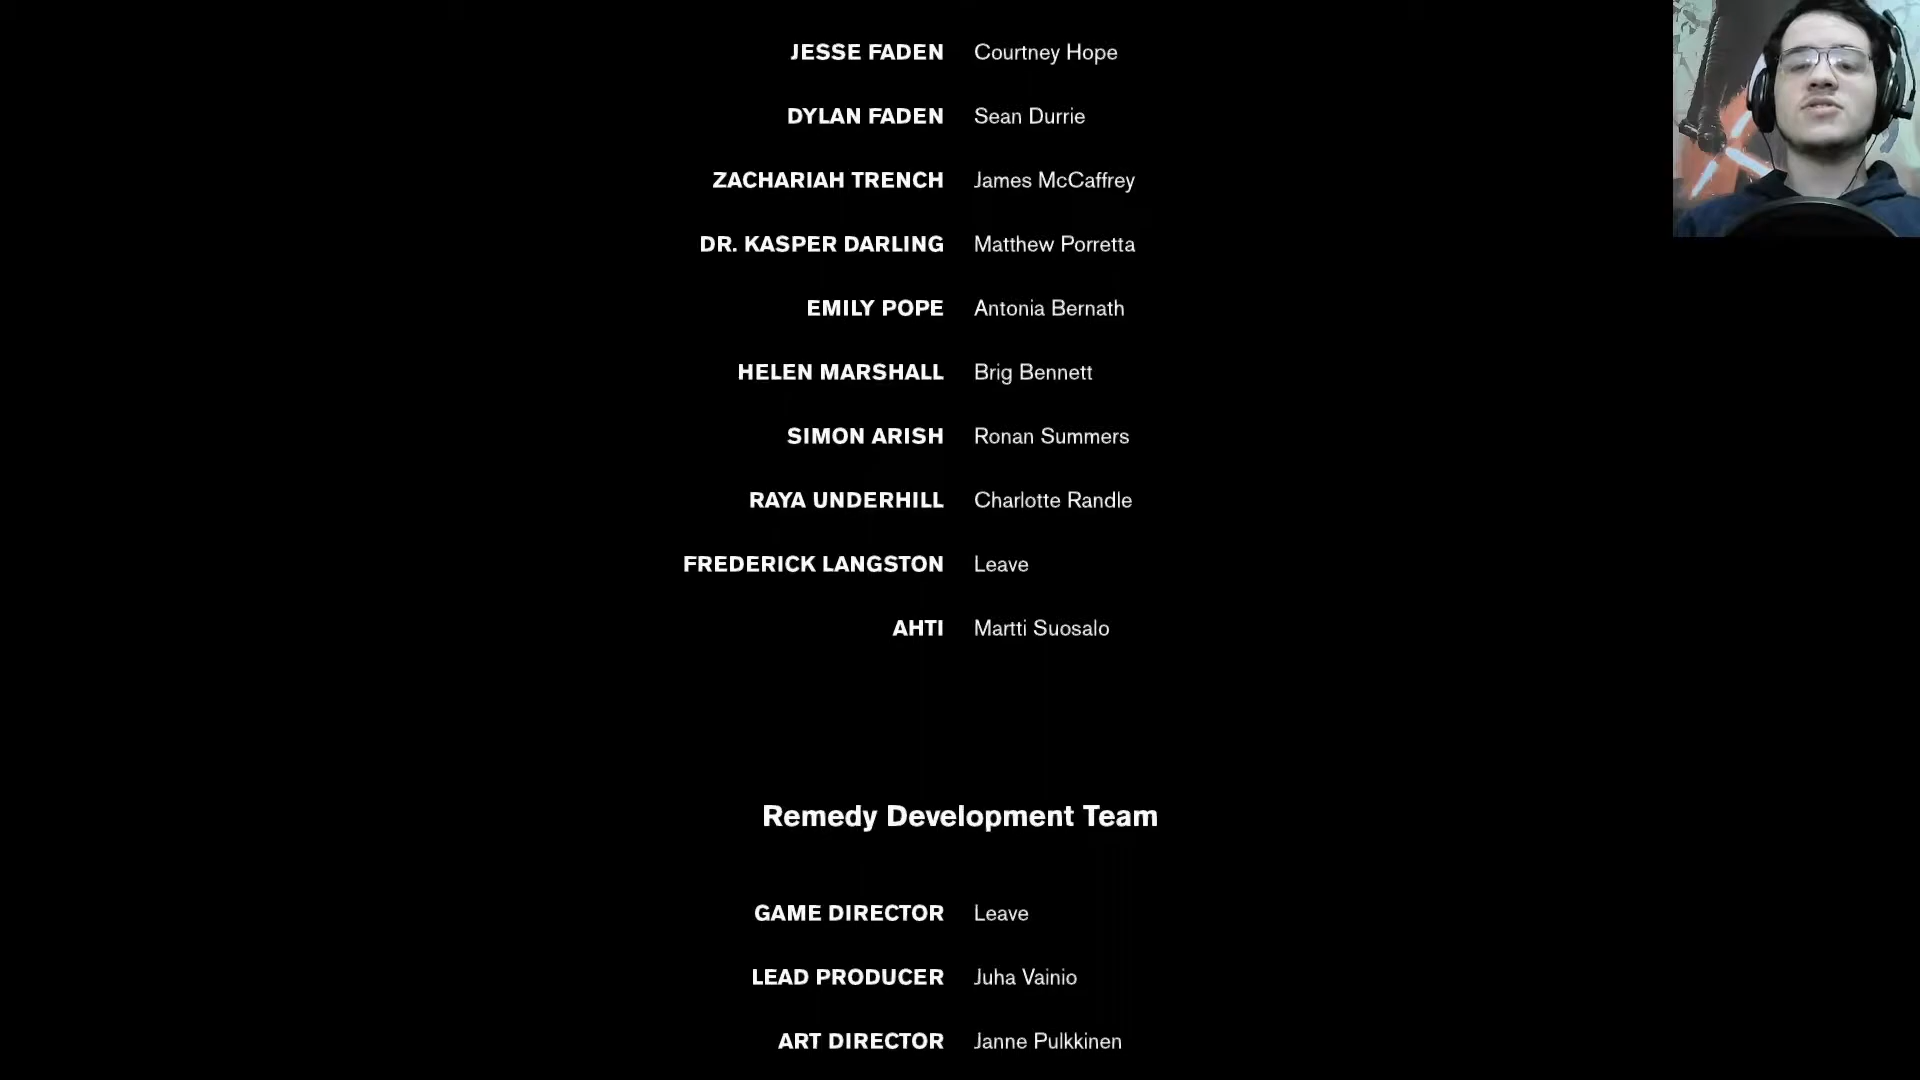 JESSE FADEN Courtney Hope
DYLAN FADEN Sean Durrie
ZACHARIAH TRENCH James McCaffrey
DR. KASPER DARLING Matthew Porretta
EMILY POPE Antonia Bernath
HELEN MARSHALL Brig Bennett
SIMON ARISH Ronan Summers
RAYA UNDERHILL Charlotte Randle
FREDERICK LANGSTON Leave
AHTI Martti Suosalo
Remedy Development Team
GAME DIRECTOR Leave
LEAD PRODUCER Juha Vainio
ART DIRECTOR Janne Pulkkinen